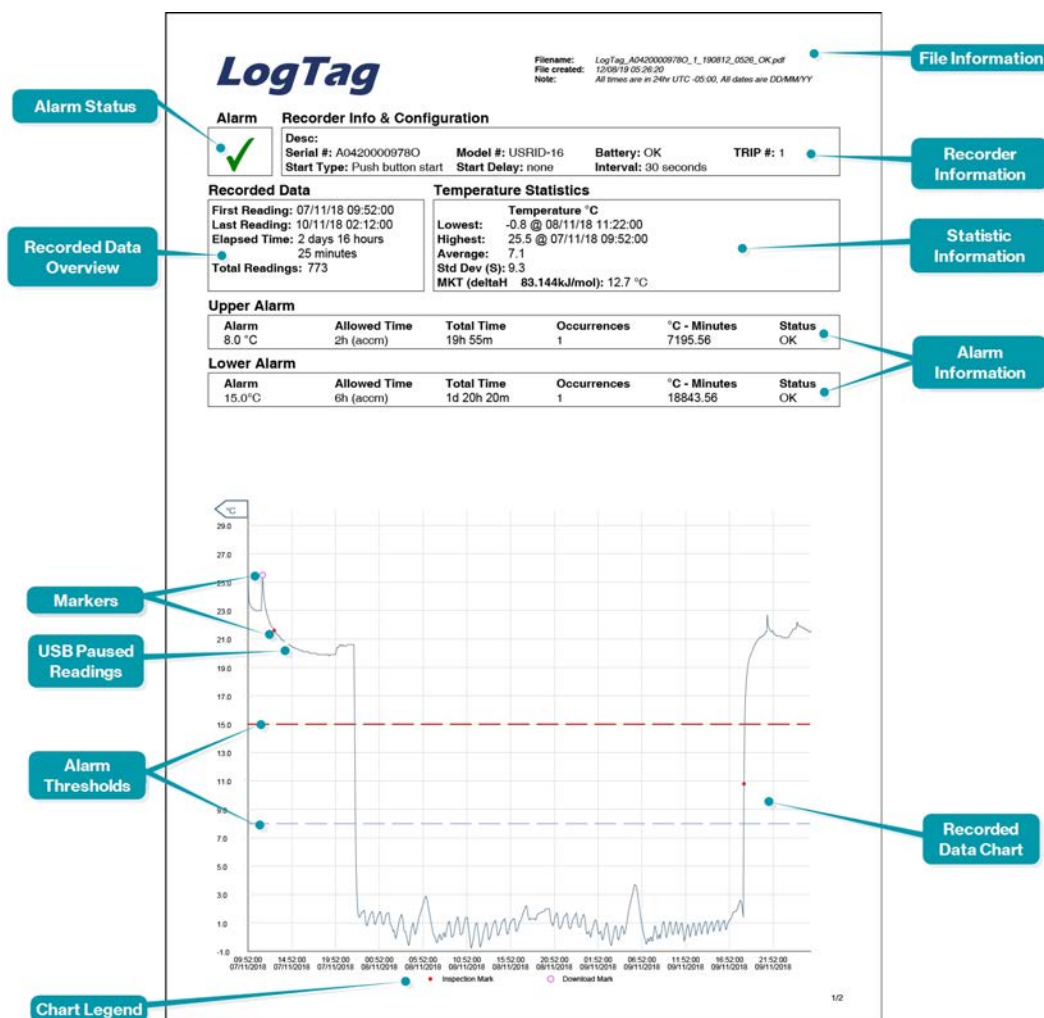 LogTag
Filename: LogTag_A0420000978O_1_190812_0526_OK.pdf
File created: 12/08/19 05:26:20
Note: All times are in 24hr UTC -05:00, All dates are DD/MM/YY
File Information
Alarm Status
Alarm Recorder Info & Configuration
Desc:
Serial #: A0420000978O Model #: USRID-16 Battery: OK TRIP #: 1
Start Type: Push button start Start Delay: none Interval: 30 seconds
Recorder
Information
Recorded Data Temperature Statistics
First Reading: 07/11/18 09:52:00
Last Reading: 10/11/18 02:12:00
Elapsed Time: 2 days 16 hours
25 minutes
Total Readings: 773
Temperature °C
Lowest: -0.8 @ 08/11/18 11:22:00
Highest: 25.5 @ 07/11/18 09:52:00
Average: 7.1
Std Dev (S): 9.3
MKT (deltaH 83.144kJ/mol): 12.7 °C
Recorded Data
Overview
Statistic
Information
Upper Alarm
Alarm Allowed Time Total Time Occurrences °C - Minutes Status
8.0 °C 2h (accm) 19h 55m 1 7195.56 OK
Lower Alarm
Alarm Allowed Time Total Time Occurrences °C - Minutes Status
15.0°C 6h (accm) 1d 20h 20m 1 18843.56 OK
Alarm
Information
°C
29.0
27.0
25.0
23.0
21.0
19.0
17.0
15.0
13.0
11.0
9.0
7.0
5.0
3.0
1.0
-1.0
Markers
USB Paused
Readings
Alarm
Thresholds
Recorded
Data Chart
09:52:00 14:52:00 19:52:00 00:52:00 05:52:00 10:52:00 15:52:00 20:52:00 01:52:00 06:52:00 11:52:00 16:52:00 21:52:00
07/11/2018 07/11/2018 07/11/2018 08/11/2018 08/11/2018 08/11/2018 08/11/2018 08/11/2018 09/11/2018 09/11/2018 09/11/2018 09/11/2018 09/11/2018
Inspection Mark Download Mark
Chart Legend
1/2